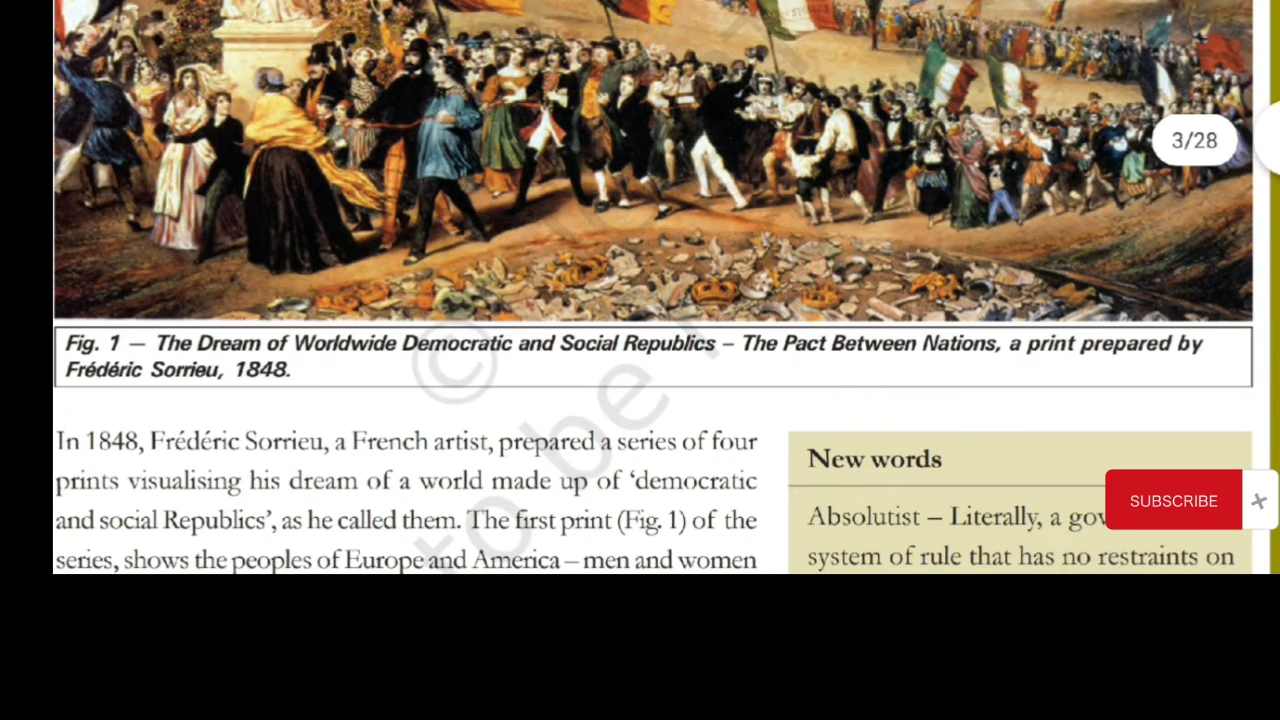 3/28
Fig. 1 — The Dream of Worldwide Democratic and Social Republics – The Pact Between Nations, a print prepared by
Frédéric Sorrieu, 1848.
In 1848, Frédéric Sorrieu, a French artist, prepared a series of four
prints visualising his dream of a world made up of ‘democratic
and social Republics’, as he called them. The first print (Fig. 1) of the
series, shows the peoples of Europe and America – men and women
New words
Absolutist – Literally, a gov
system of rule that has no restraints on
SUBSCRIBE
©
to be r